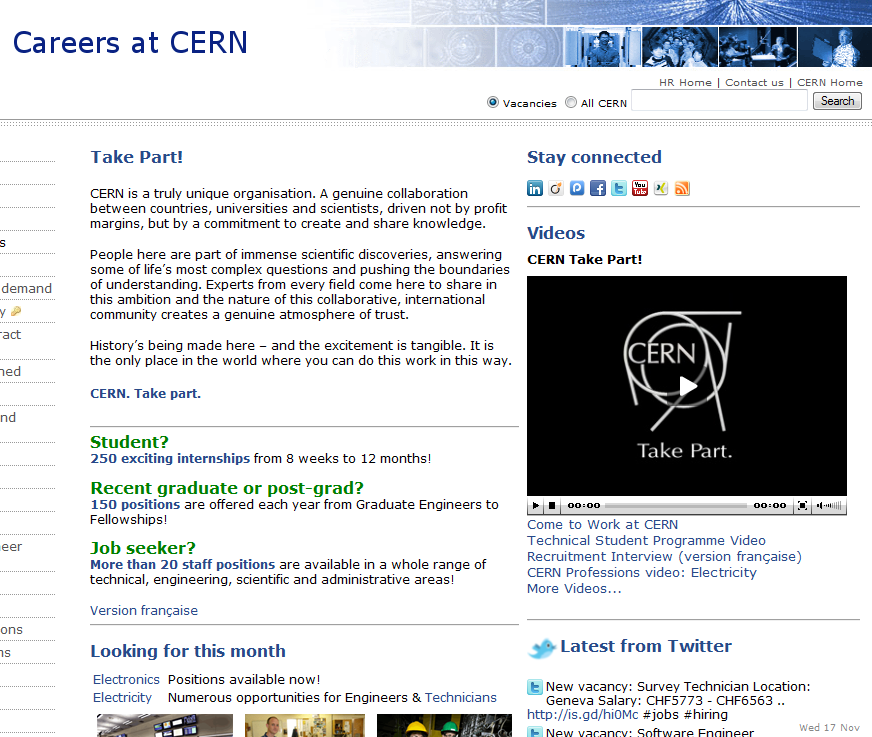 Careers at CERN
HR Home | Contact us | CERN Home
Vacancies All CERN Search
s
demand
y
ract
ned
nd
eer
ons
ns
Take Part!
CERN is a truly unique organisation. A genuine collaboration
between countries, universities and scientists, driven not by profit
margins, but by a commitment to create and share knowledge.
People here are part of immense scientific discoveries, answering
some of life's most complex questions and pushing the boundaries
of understanding. Experts from every field come here to share in
this ambition and the nature of this collaborative, international
community creates a genuine atmosphere of trust.
History's being made here – and the excitement is tangible. It is
the only place in the world where you can do this work in this way.
CERN. Take part.
Student?
250 exciting internships from 8 weeks to 12 months!
Recent graduate or post-grad?
150 positions are offered each year from Graduate Engineers to
Fellowships!
Job seeker?
More than 20 staff positions are available in a whole range of
technical, engineering, scientific and administrative areas!
Version française
Looking for this month
Electronics Positions available now!
Electricity Numerous opportunities for Engineers & Technicians
Stay connected
in
You
Tube
Videos
CERN Take Part!
CERN
Take Part.
00:00 00:00
Come to Work at CERN
Technical Student Programme Video
Recruitment Interview (version française)
CERN Professions video: Electricity
More Videos...
Latest from Twitter
New vacancy: Survey Technician Location:
Geneva Salary: CHF5773 - CHF6563 ..
http://is.gd/hi0Mc #jobs #hiring
Wed 17 Nov
New vacancy: Software Engineer